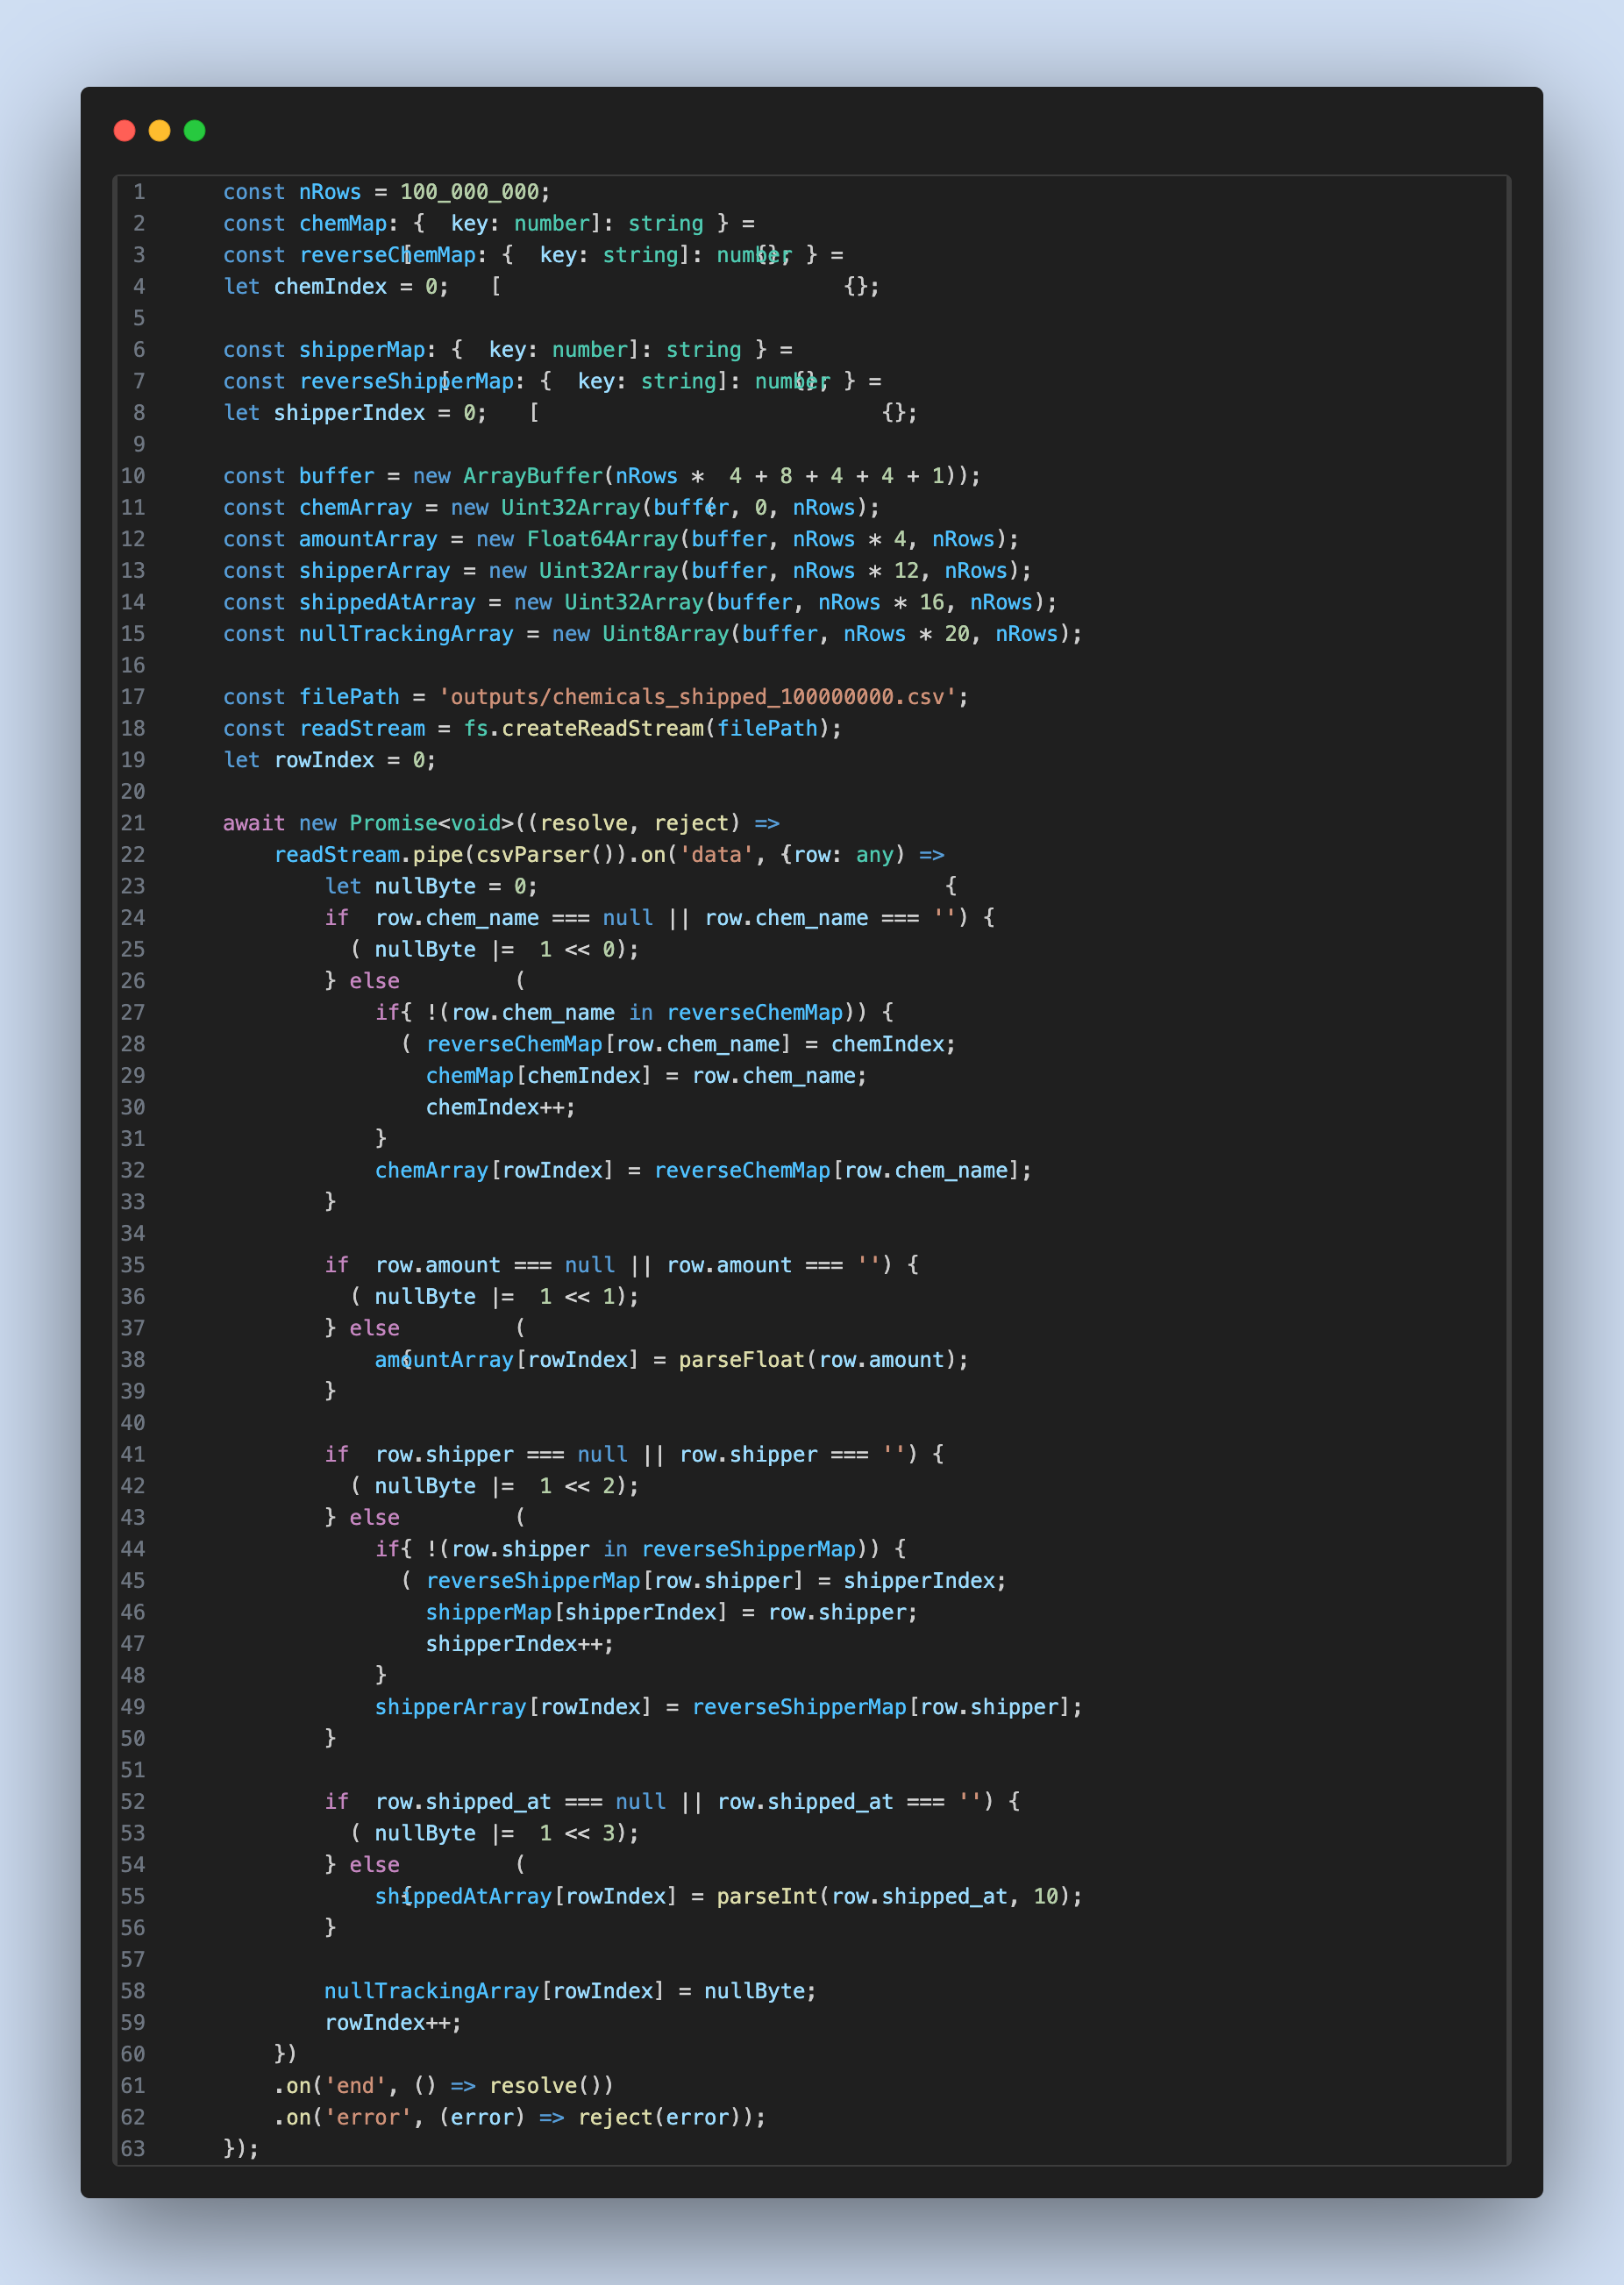 1 const nRows = 100_000_000;
2 const chemMap: { [key: number]: string } = {};
3 const reverseChemMap: { [key: string]: number } = {};
4 let chemIndex = 0;
5
6 const shipperMap: { [key: number]: string } = {};
7 const reverseShipperMap: { [key: string]: number } = {};
8 let shipperIndex = 0;
9
10 const buffer = new ArrayBuffer(nRows * (4 + 8 + 4 + 4 + 1));
11 const chemArray = new Uint32Array(buffer, 0, nRows);
12 const amountArray = new Float64Array(buffer, nRows * 4, nRows);
13 const shipperArray = new Uint32Array(buffer, nRows * 12, nRows);
14 const shippedAtArray = new Uint32Array(buffer, nRows * 16, nRows);
15 const nullTrackingArray = new Uint8Array(buffer, nRows * 20, nRows);
16
17 const filePath = 'outputs/chemicals_shipped_100000000.csv';
18 const readStream = fs.createReadStream(filePath);
19 let rowIndex = 0;
20
21 await new Promise<void>((resolve, reject) => {
22     readStream.pipe(csvParser()).on('data', (row: any) => {
23         let nullByte = 0;
24         if (row.chem_name === null || row.chem_name === '') {
25             nullByte |= (1 << 0);
26         } else {
27             if (!(row.chem_name in reverseChemMap)) {
28                 reverseChemMap[row.chem_name] = chemIndex;
29                 chemMap[chemIndex] = row.chem_name;
30                 chemIndex++;
31             }
32             chemArray[rowIndex] = reverseChemMap[row.chem_name];
33         }
34
35         if (row.amount === null || row.amount === '') {
36             nullByte |= (1 << 1);
37         } else {
38             amountArray[rowIndex] = parseFloat(row.amount);
39         }
40
41         if (row.shipper === null || row.shipper === '') {
42             nullByte |= (1 << 2);
43         } else {
44             if (!(row.shipper in reverseShipperMap)) {
45                 reverseShipperMap[row.shipper] = shipperIndex;
46                 shipperMap[shipperIndex] = row.shipper;
47                 shipperIndex++;
48             }
49             shipperArray[rowIndex] = reverseShipperMap[row.shipper];
50         }
51
52         if (row.shipped_at === null || row.shipped_at === '') {
53             nullByte |= (1 << 3);
54         } else {
55             shippedAtArray[rowIndex] = parseInt(row.shipped_at, 10);
56         }
57
58         nullTrackingArray[rowIndex] = nullByte;
59         rowIndex++;
60     })
61     .on('end', () => resolve())
62     .on('error', (error) => reject(error));
63 });